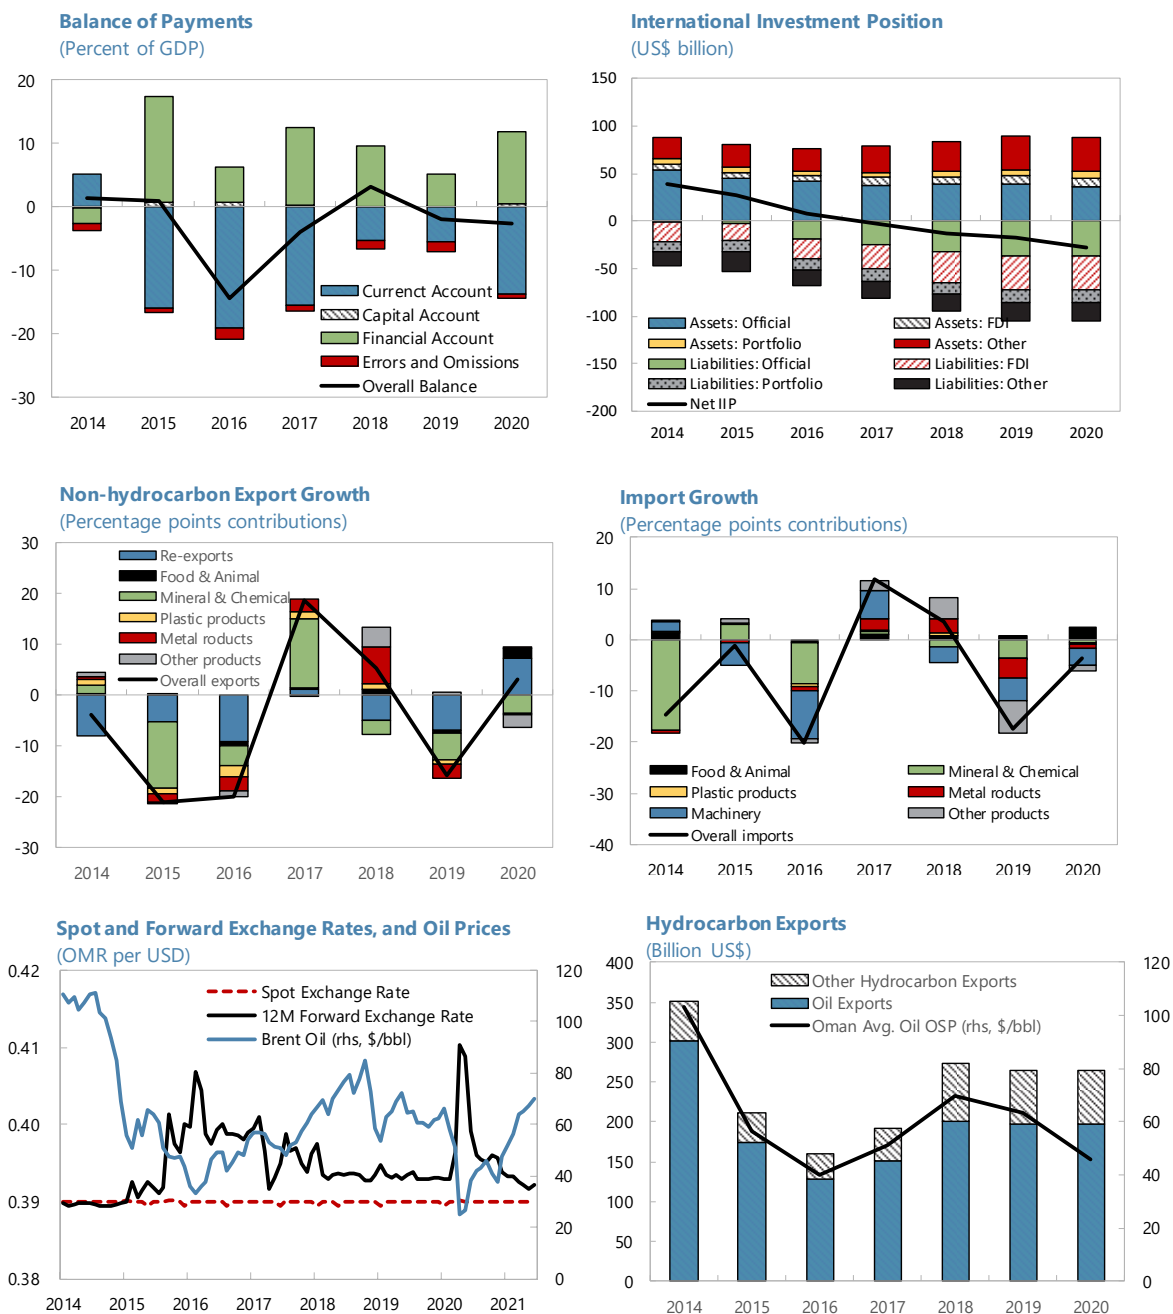 Balance of Payments
(Percent of GDP)
20
10
0
-10
-20
-30
Currenct Account
Capital Account
Financial Account
Errors and Omissions
Overall Balance
2014 2015 2016 2017 2018 2019 2020
International Investment Position
(US$ billion)
150
100
50
0
-50
-100
-150
-200
Assets: Official
Assets: FDI
Assets: Portfolio
Assets: Other
Liabilities: Official
Liabilities: FDI
Liabilities: Portfolio
Liabilities: Other
Net IIP
2014 2015 2016 2017 2018 2019 2020
Non-hydrocarbon Export Growth
(Percentage points contributions)
30
20
10
0
-10
-20
-30
Re-exports
Food & Animal
Mineral & Chemical
Plastic products
Metal roducts
Other products
Overall exports
2014 2015 2016 2017 2018 2019 2020
Import Growth
(Percentage points contributions)
20
10
0
-10
-20
-30
-40
Food & Animal
Mineral & Chemical
Plastic products
Metal roducts
Machinery
Other products
Overall imports
2014 2015 2016 2017 2018 2019 2020
Spot and Forward Exchange Rates, and Oil Prices
(OMR per USD)
0.42
0.41
0.40
0.39
0.38
120
100
80
60
40
20
0
Spot Exchange Rate
12M Forward Exchange Rate
Brent Oil (rhs, $/bbl)
2014 2015 2016 2017 2018 2019 2020 2021
Hydrocarbon Exports
(Billion US$)
400
350
300
250
200
150
100
50
0
120
100
80
60
40
20
0
Other Hydrocarbon Exports
Oil Exports
Oman Avg. Oil OSP (rhs, $/bbl)
2014 2015 2016 2017 2018 2019 2020